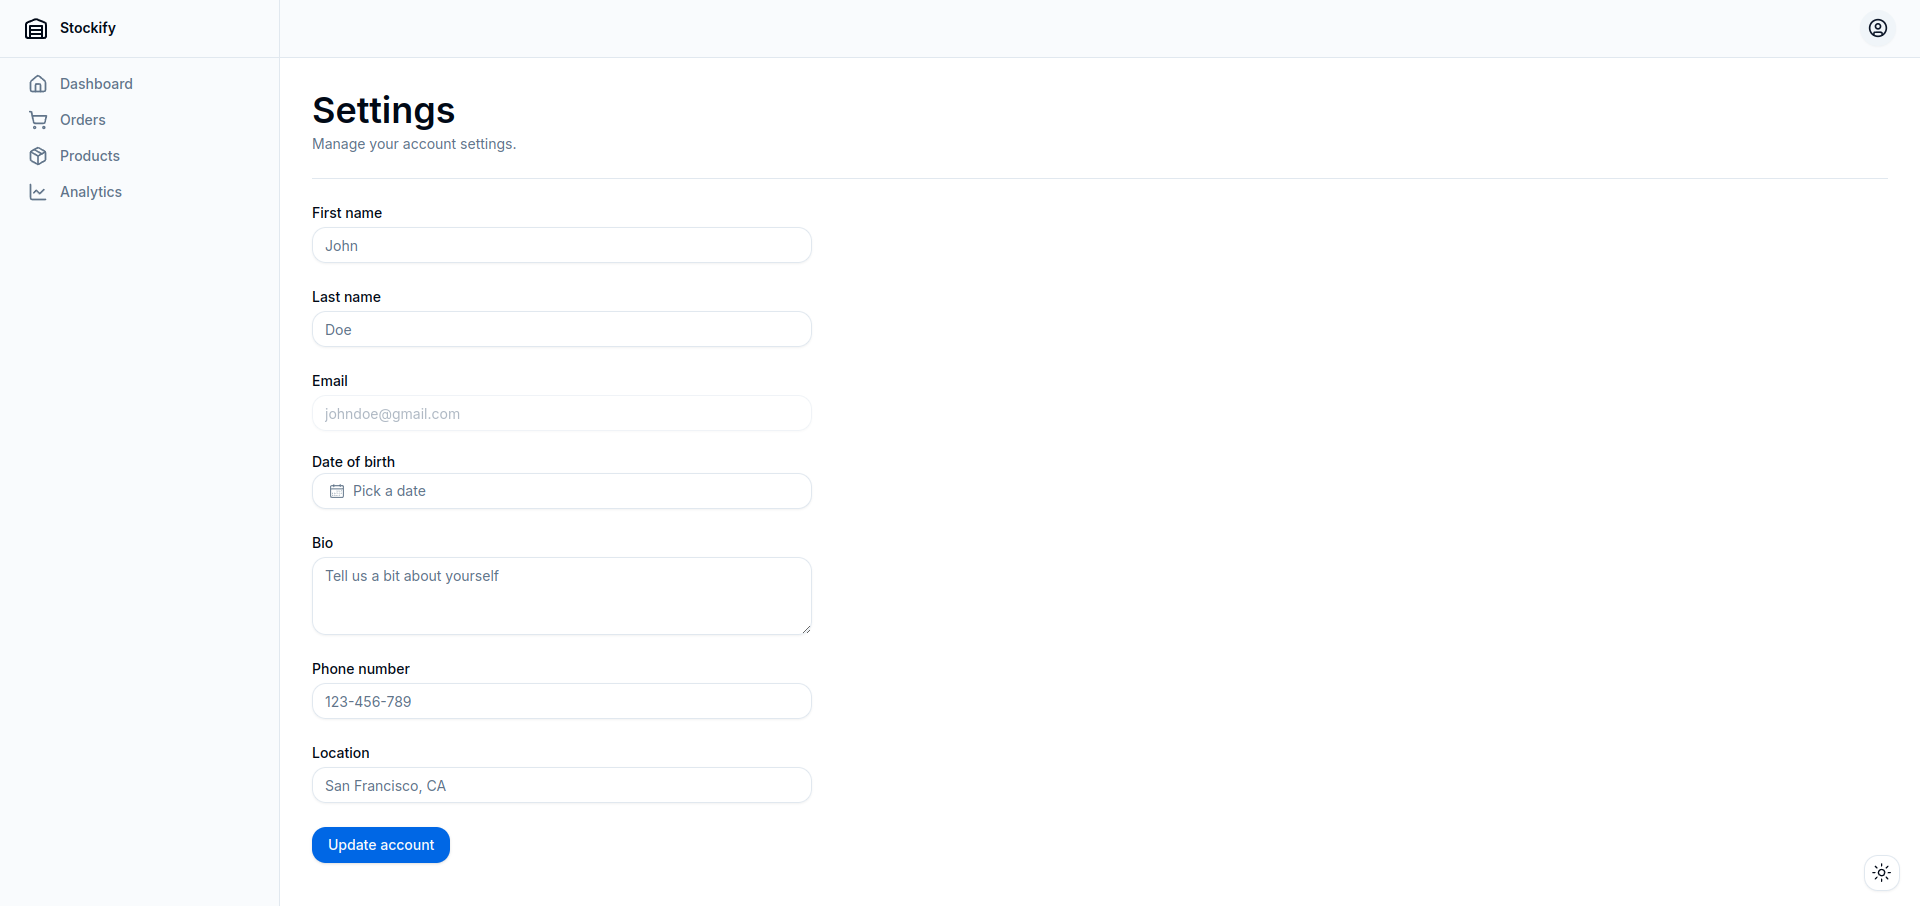 Stockify
Dashboard
Orders
Products
Analytics
Settings
Manage your account settings.
First name
John
Last name
Doe
Email
johndoe@gmail.com
Date of birth
Pick a date
Bio
Tell us a bit about yourself
Phone number
123-456-789
Location
San Francisco, CA
Update account